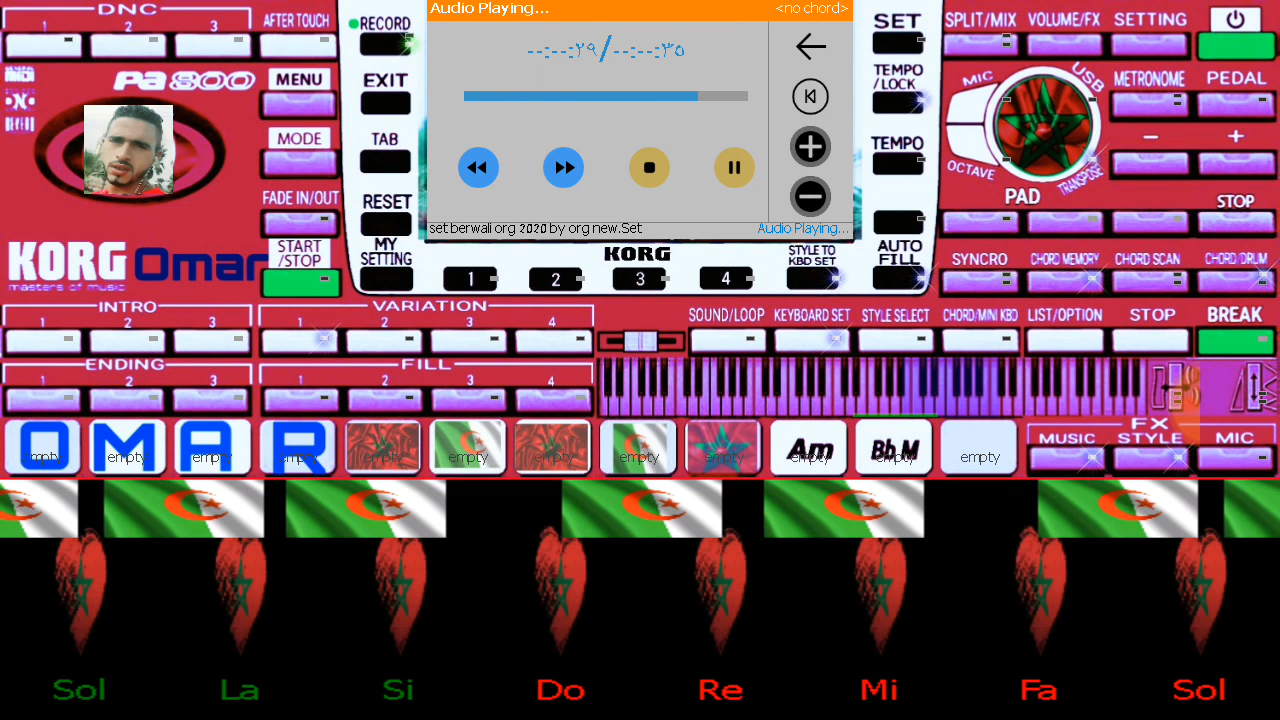 DNC
1 2 3
AFTER TOUCH
RECORD
Audio Playing...
<no chord>
SET
SPLIT/MIX
VOLUME/FX
SETTING
Pa800
MENU
EXIT
--:--:٢٩/--:--:٣٥
TEMPO
/LOCK
MIC
USB
METRONOME
PEDAL
MODE
TAB
TEMPO
OCTAVE
TRANSPOSE
−
+
FADE IN/OUT
RESET
PAD
STOP
set berwali org 2020 by org new.Set
Audio Playing...
KORG
masters of music
Omar
START
/STOP
MY
SETTING
KORG
1 2 3 4
STYLE TO
KBD SET
AUTO
FILL
SYNCRO
CHORD MEMORY
CHORD SCAN
CHORD/DRUM
INTRO
1 2 3
VARIATION
1 2 3 4
SOUND/LOOP
KEYBOARD SET
STYLE SELECT
CHORD/MINI KBD
LIST/OPTION
STOP
BREAK
ENDING
1 2 3
FILL
1 2 3 4
O M A R
Am
Bb M
empty empty empty empty empty empty empty empty empty empty empty empty
FX
MUSIC
STYLE
MIC
Sol La Si Do Re Mi Fa Sol